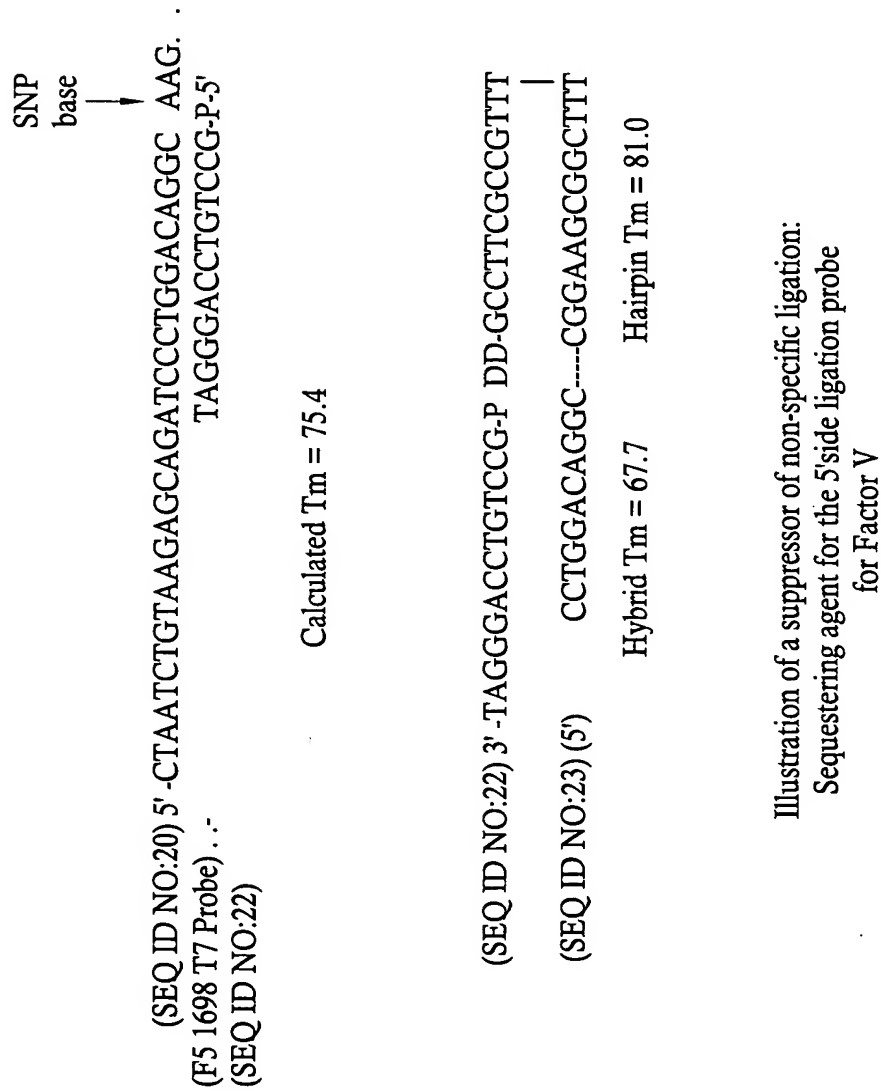 SNP
base
(SEQ ID NO:20) 5' -CTAATCTGTAAGAGCAGATCCCTGGACAGGC AAG. .
(F5 1698 T7 Probe) . .- TAGGGACCTGTCCG-P-5'
(SEQ ID NO:22)
Calculated Tm = 75.4
(SEQ ID NO:22) 3' -TAGGGACCTGTCCG-P DD-GCCTTCGCCGTTT
(SEQ ID NO:23) (5') CCTGGACAGGC----CGGAAGCGGCTTT
Hybrid Tm = 67.7 Hairpin Tm = 81.0
Illustration of a suppressor of non-specific ligation:
Sequestering agent for the 5'side ligation probe
for Factor V